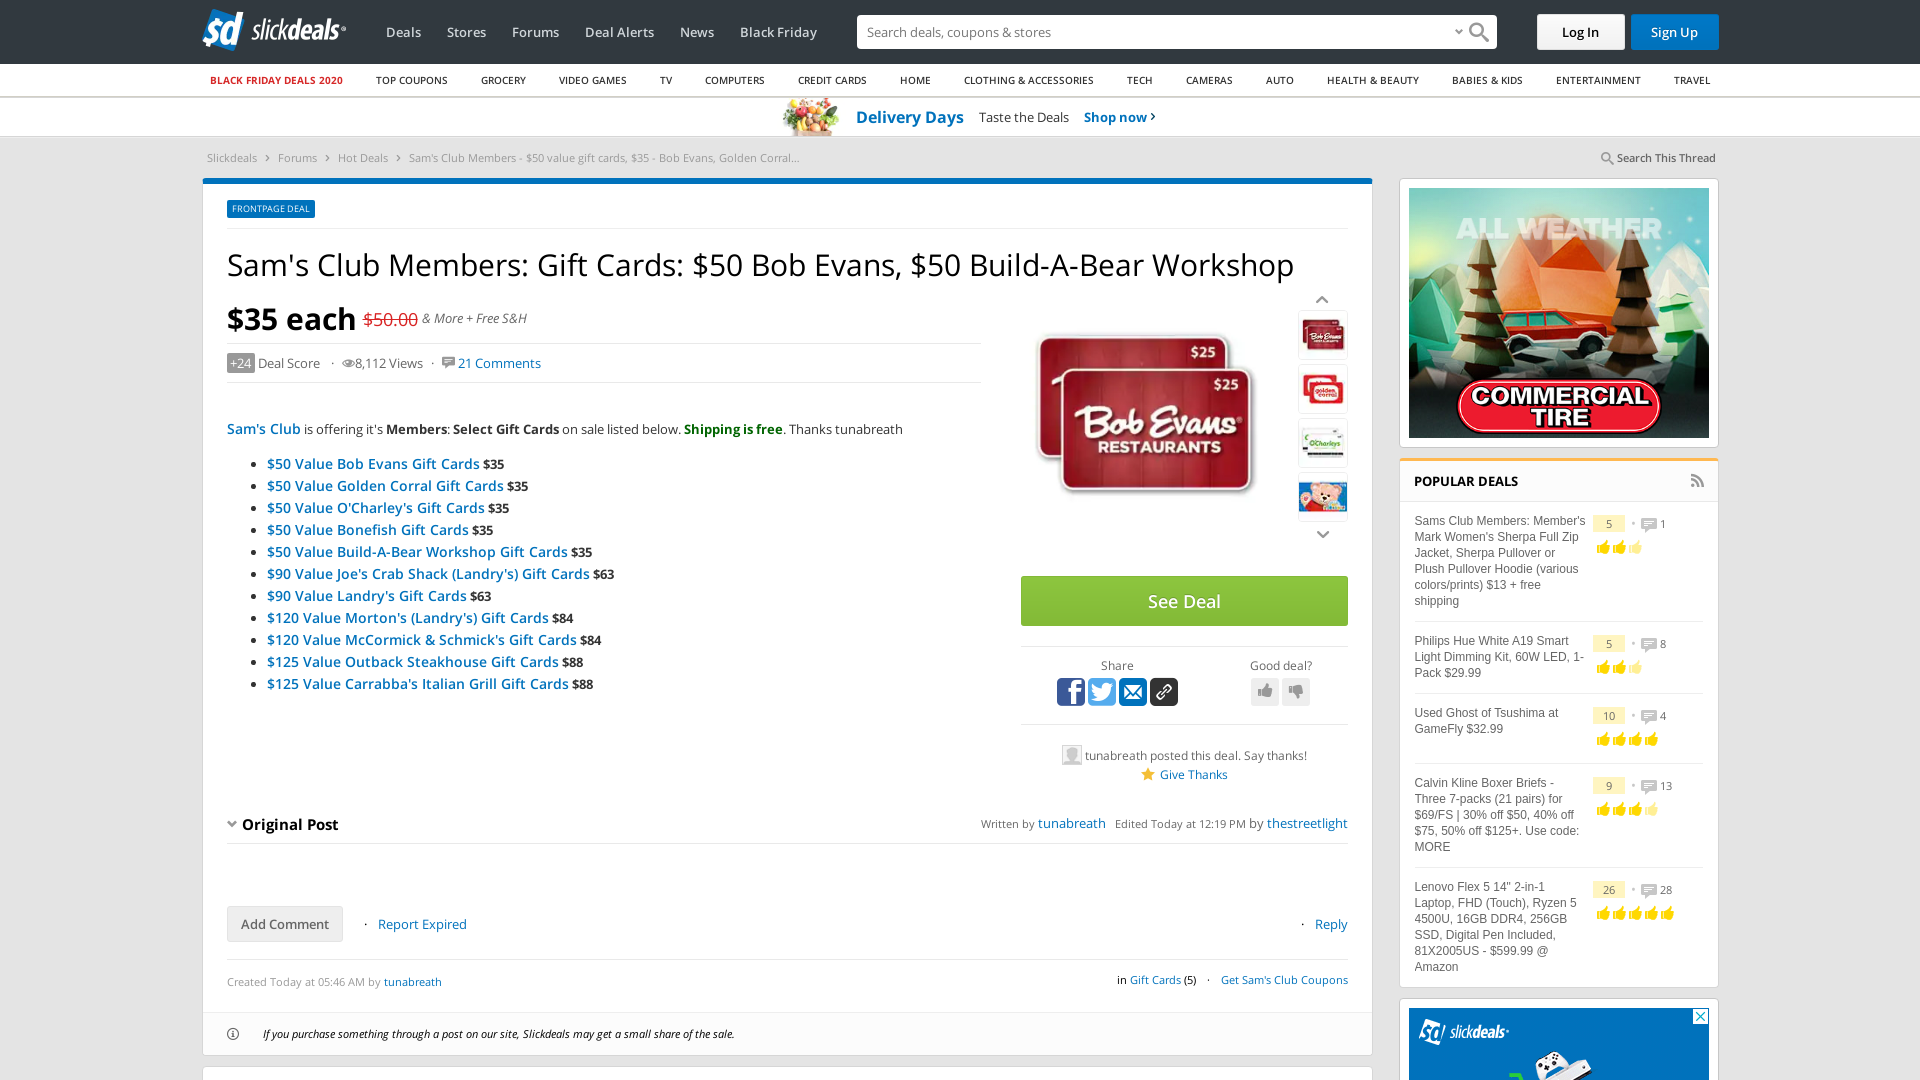 slickdeals
Deals
Stores
Forums
Deal Alerts
News
Black Friday
Search deals, coupons & stores
Log In
Sign Up
BLACK FRIDAY DEALS 2020
TOP COUPONS
GROCERY
VIDEO GAMES
TV
COMPUTERS
CREDIT CARDS
HOME
CLOTHING & ACCESSORIES
TECH
CAMERAS
AUTO
HEALTH & BEAUTY
BABIES & KIDS
ENTERTAINMENT
TRAVEL
Delivery Days Taste the Deals Shop now
Slickdeals › Forums › Hot Deals › Sam's Club Members - $50 value gift cards, $35 - Bob Evans, Golden Corral...
Search This Thread
FRONTPAGE DEAL
Sam's Club Members: Gift Cards: $50 Bob Evans, $50 Build-A-Bear Workshop
$35 each $50.00 & More + Free S&H
+24 Deal Score · 8,112 Views · 21 Comments
Sam's Club is offering it's Members: Select Gift Cards on sale listed below. Shipping is free. Thanks tunabreath
• $50 Value Bob Evans Gift Cards $35
• $50 Value Golden Corral Gift Cards $35
• $50 Value O'Charley's Gift Cards $35
• $50 Value Bonefish Gift Cards $35
• $50 Value Build-A-Bear Workshop Gift Cards $35
• $90 Value Joe's Crab Shack (Landry's) Gift Cards $63
• $90 Value Landry's Gift Cards $63
• $120 Value Morton's (Landry's) Gift Cards $84
• $120 Value McCormick & Schmick's Gift Cards $84
• $125 Value Outback Steakhouse Gift Cards $88
• $125 Value Carrabba's Italian Grill Gift Cards $88
$25
$25
Bob Evans
RESTAURANTS
Bob Evans
golden
corral
O'Charley's
See Deal
Share
Good deal?
tunabreath posted this deal. Say thanks!
Give Thanks
Original Post
Written by tunabreath Edited Today at 12:19 PM by thestreetlight
Add Comment · Report Expired
· Reply
Created Today at 05:46 AM by tunabreath
in Gift Cards (5) · Get Sam's Club Coupons
If you purchase something through a post on our site, Slickdeals may get a small share of the sale.
ALL WEATHER
COMMERCIAL
TIRE
POPULAR DEALS
Sams Club Members: Member's
Mark Women's Sherpa Full Zip
Jacket, Sherpa Pullover or
Plush Pullover Hoodie (various
colors/prints) $13 + free
shipping
5 • 1
Philips Hue White A19 Smart
Light Dimming Kit, 60W LED, 1-
Pack $29.99
5 • 8
Used Ghost of Tsushima at
GameFly $32.99
10 • 4
Calvin Kline Boxer Briefs -
Three 7-packs (21 pairs) for
$69/FS | 30% off $50, 40% off
$75, 50% off $125+. Use code:
MORE
9 • 13
Lenovo Flex 5 14" 2-in-1
Laptop, FHD (Touch), Ryzen 5
4500U, 16GB DDR4, 256GB
SSD, Digital Pen Included,
81X2005US - $599.99 @
Amazon
26 • 28
slickdeals